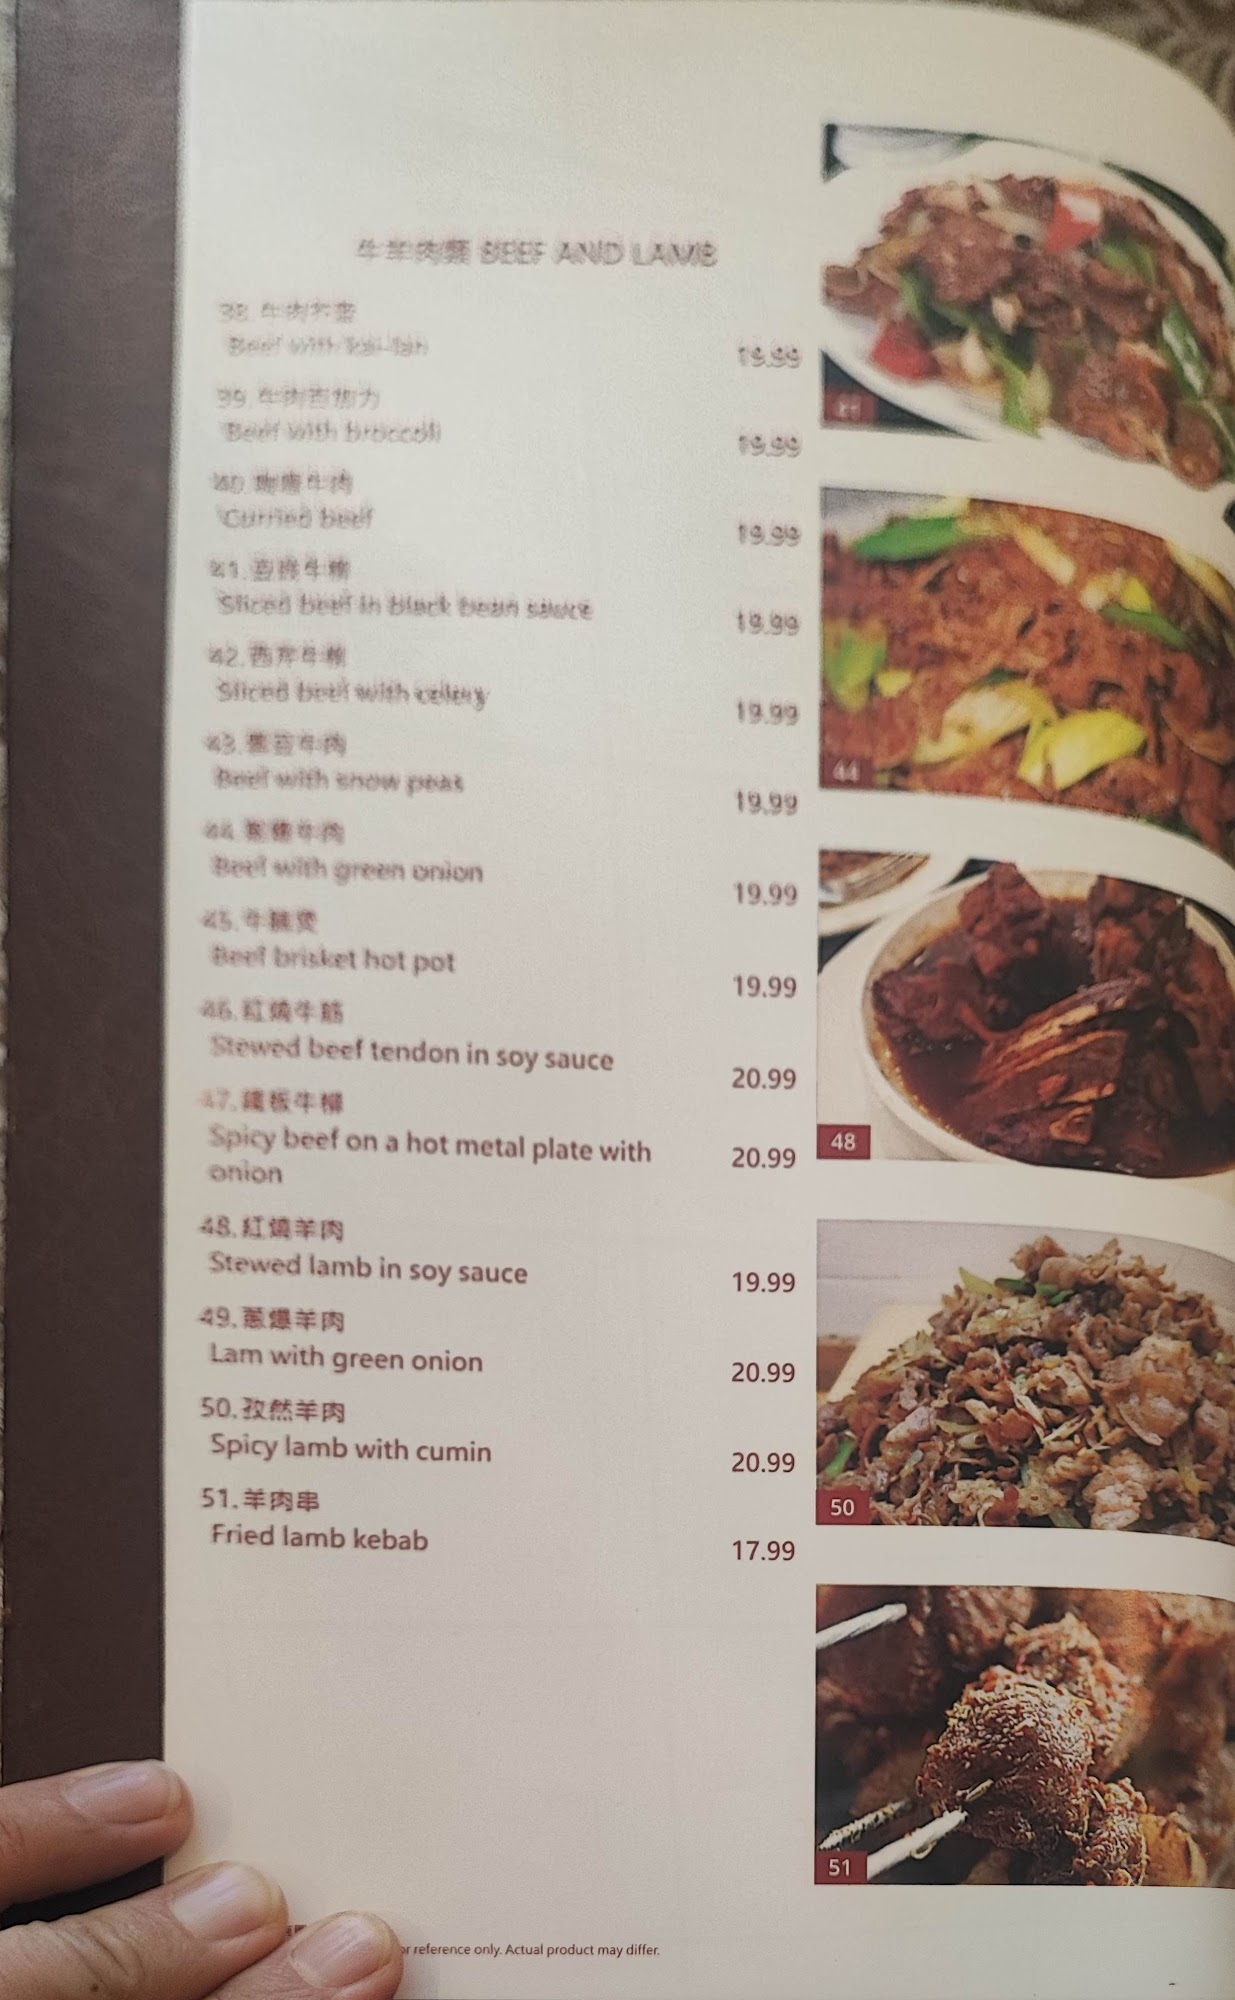 牛羊肉類 BEEF AND LAMB
38. 牛肉芥蘭
Beef with kai-lan
19.99
39. 牛肉百加力
Beef with broccoli
19.99
40. 咖喱牛肉
Curried beef
19.99
41. 豆豉牛柳
Sliced beef in black bean sauce
19.99
42. 西芹牛柳
Sliced beef with celery
19.99
43. 牛肉
Beef with snow peas
19.99
44. 牛肉
Beef with green onion
19.99
45. 牛腩煲
Beef brisket hot pot
19.99
46. 紅燒牛筋
Stewed beef tendon in soy sauce
20.99
47. 鐵板牛柳
Spicy beef on a hot metal plate with
20.99
onion
48. 紅燒羊肉
Stewed lamb in soy sauce
19.99
49. 蔥爆羊肉
Lam with green onion
20.99
50. 孜然羊肉
Spicy lamb with cumin
20.99
51. 羊肉串
Fried lamb kebab
17.99
44
48
50
51
reference only. Actual product may differ.